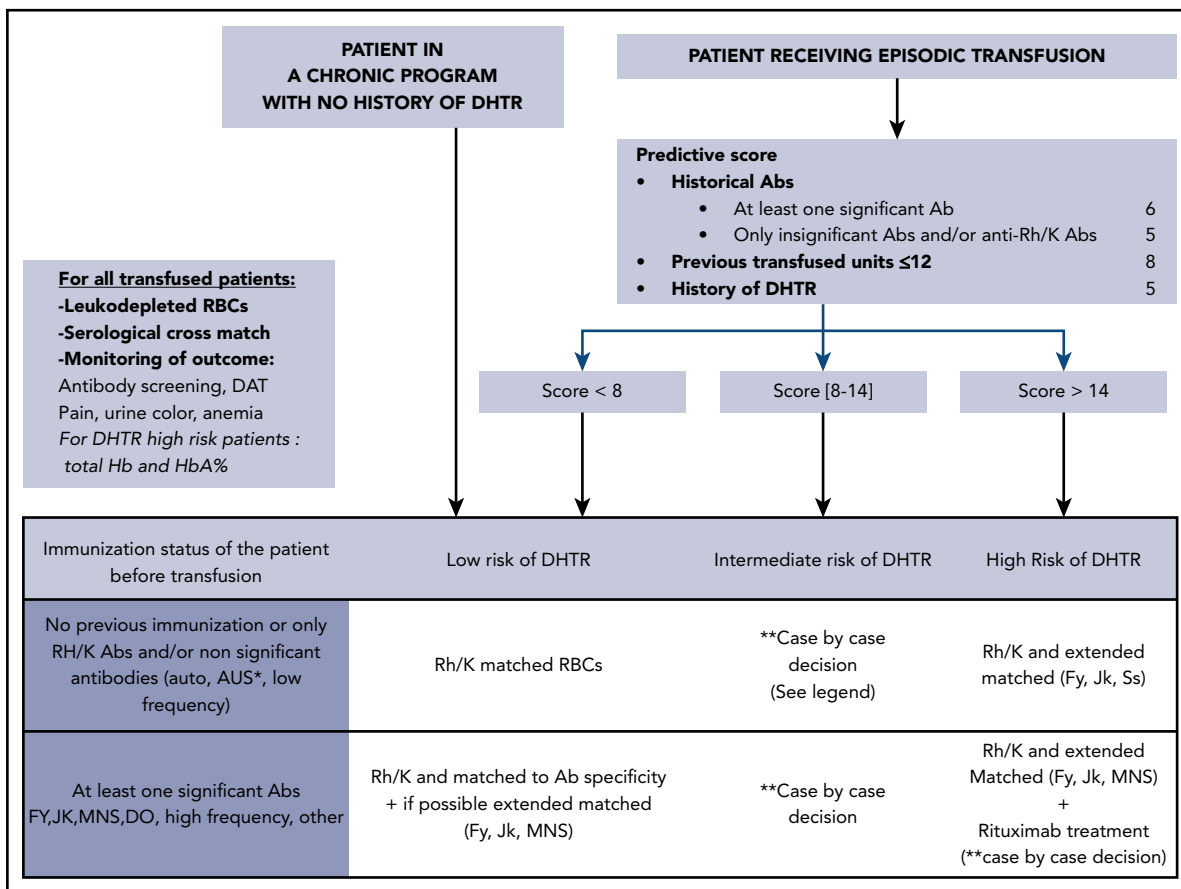 PATIENT IN
A CHRONIC PROGRAM
WITH NO HISTORY OF DHTR
PATIENT RECEIVING EPISODIC TRANSFUSION
Predictive score
• Historical Abs
• At least one significant Ab 6
• Only insignificant Abs and/or anti-Rh/K Abs 5
• Previous transfused units ≤12 8
• History of DHTR 5
For all transfused patients:
-Leukodepleted RBCs
-Serological cross match
-Monitoring of outcome:
Antibody screening, DAT
Pain, urine color, anemia
For DHTR high risk patients :
total Hb and HbA%
Score < 8
Score [8-14]
Score > 14
Immunization status of the patient
before transfusion
Low risk of DHTR
Intermediate risk of DHTR
High Risk of DHTR
No previous immunization or only
RH/K Abs and/or non significant
antibodies (auto, AUS*, low
frequency)
Rh/K matched RBCs
**Case by case
decision
(See legend)
Rh/K and extended
matched (Fy, Jk, Ss)
At least one significant Abs
FY,JK,MNS,DO, high frequency, other
Rh/K and matched to Ab specificity
+ if possible extended matched
(Fy, Jk, MNS)
**Case by case
decision
Rh/K and extended
Matched (Fy, Jk, MNS)
+
Rituximab treatment
(**case by case decision)